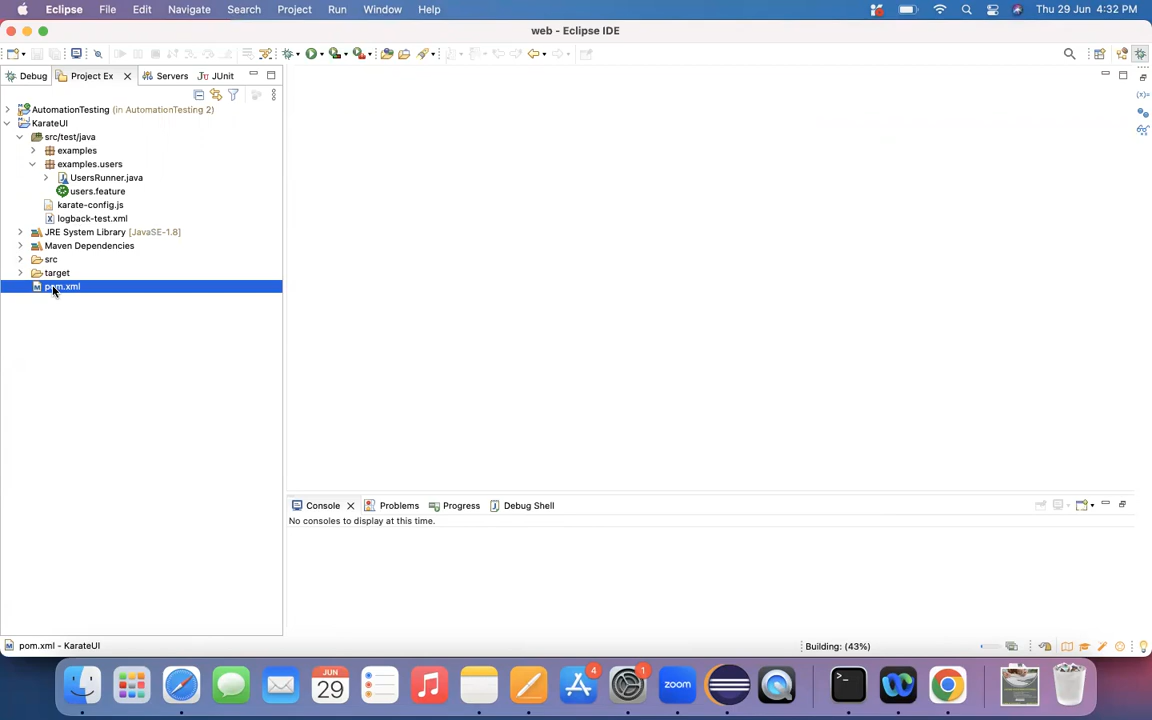 Eclipse File Edit Navigate Search Project Run Window Help Thu 29 Jun 4:32 PM
web - Eclipse IDE
Debug Project Ex Servers JUnit
AutomationTesting (in AutomationTesting 2)
KarateUI
src/test/java
examples
examples.users
UsersRunner.java
users.feature
karate-config.js
logback-test.xml
JRE System Library [JavaSE-1.8]
Maven Dependencies
src
target
pom.xml
Console Problems Progress Debug Shell
No consoles to display at this time.
pom.xml - KarateUI Building: (43%)
JUN
29
4
1
zoom